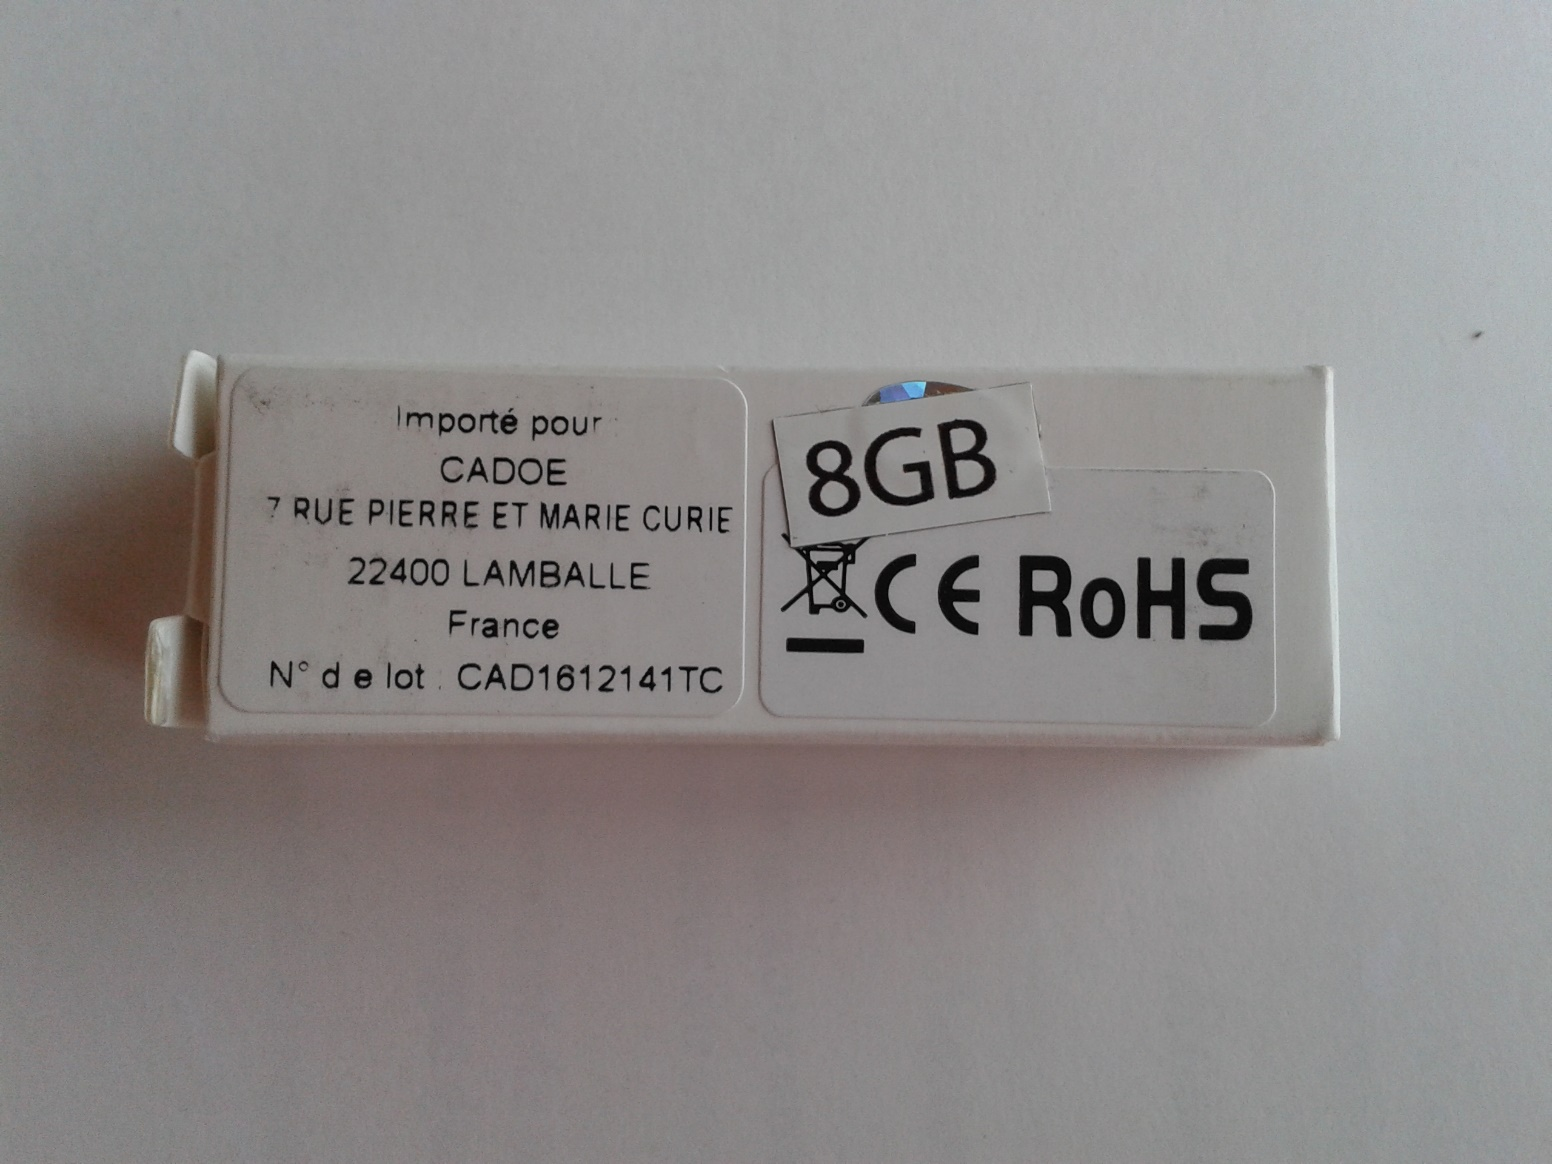 Importé pour
CADOE
7 RUE PIERRE ET MARIE CURIE
22400 LAMBALLE
France
N° d e lot : CAD1612141TC
8GB
CE RoHS